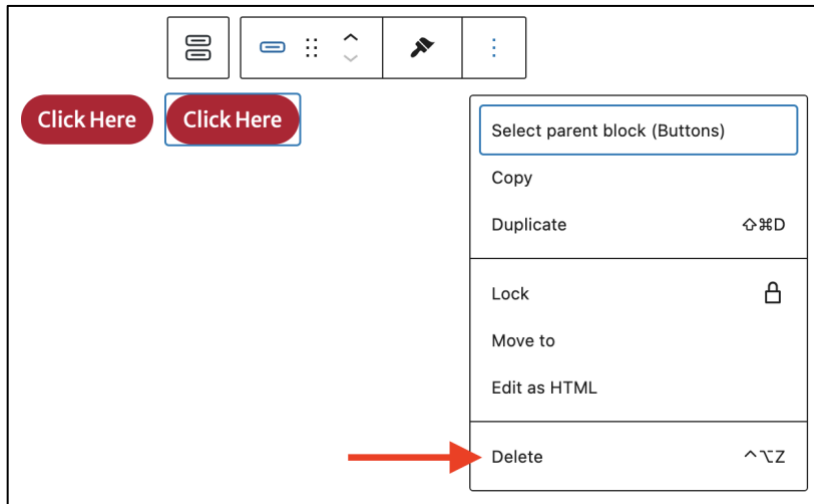 Click Here
Click Here
Select parent block (Buttons)
Copy
Duplicate ⇧⌘D
Lock
Move to
Edit as HTML
Delete ^⌥Z